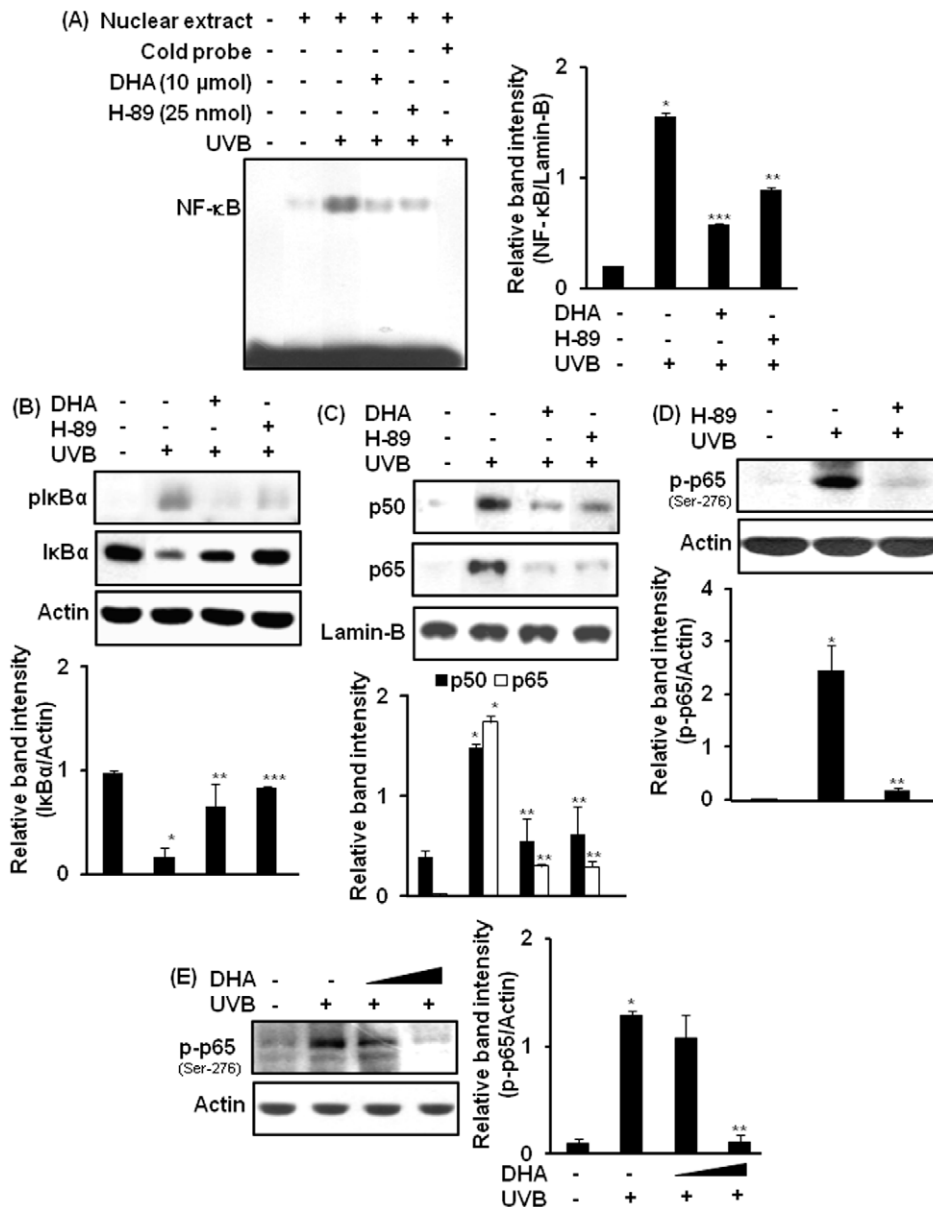 (A) Nuclear extract - + + + + +
Cold probe - - - - - +
DHA (10 µmol) - - - + - -
H-89 (25 nmol) - - - - + -
UVB - - + + + +
NF-κB
Relative band intensity
(NF-κB/Lamin-B)
2
1
0
*
***
**
DHA - - + -
H-89 - - - +
UVB - + + +
(B) DHA - - + -
H-89 - - - +
UVB - + + +
pIκBα
IκBα
Actin
Relative band intensity
(IκBα/Actin)
2
1
0
*
**
***
(C) DHA - - + -
H-89 - - - +
UVB - + + +
p50
p65
Lamin-B
p50 p65
Relative band intensity
2
1
0
*
*
**
**
**
**
(D) H-89 - - +
UVB - + +
p-p65
(Ser-276)
Actin
Relative band intensity
(p-p65/Actin)
4
3
2
1
0
*
**
(E) DHA - -
UVB - + + +
p-p65
(Ser-276)
Actin
Relative band intensity
(p-p65/Actin)
2
1
0
*
**
DHA - -
UVB - + + +